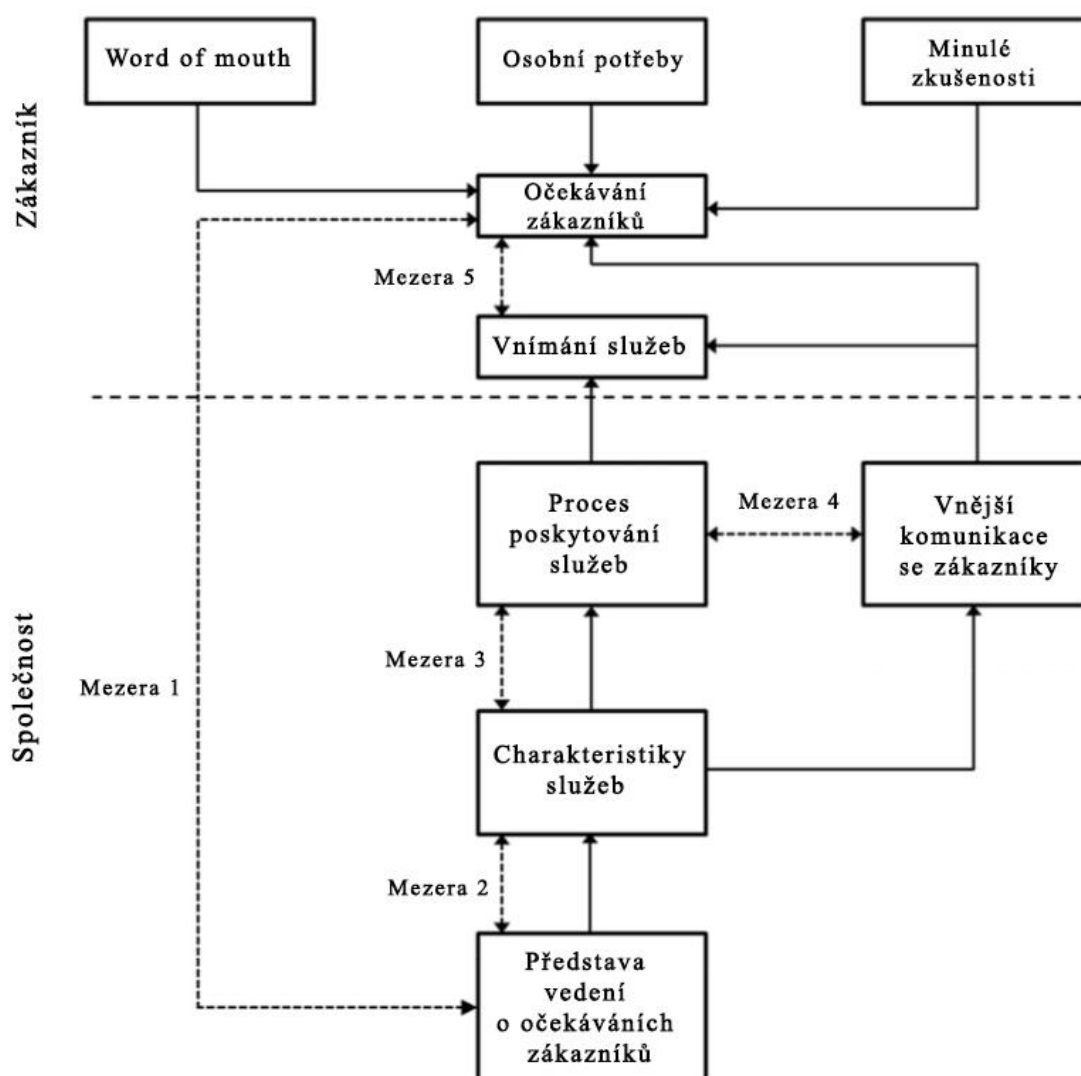 Word of mouth
Osobní potřeby
Minulé
zkušenosti
Zákazník
Očekávání
zákazníků
Mezera 5
Vnímání služeb
Proces
poskytování
služeb
Mezera 4
Vnější
komunikace
se zákazníky
Společnost
Mezera 3
Mezera 1
Charakteristiky
služeb
Mezera 2
Představa
vedení
o očekáváních
zákazníků